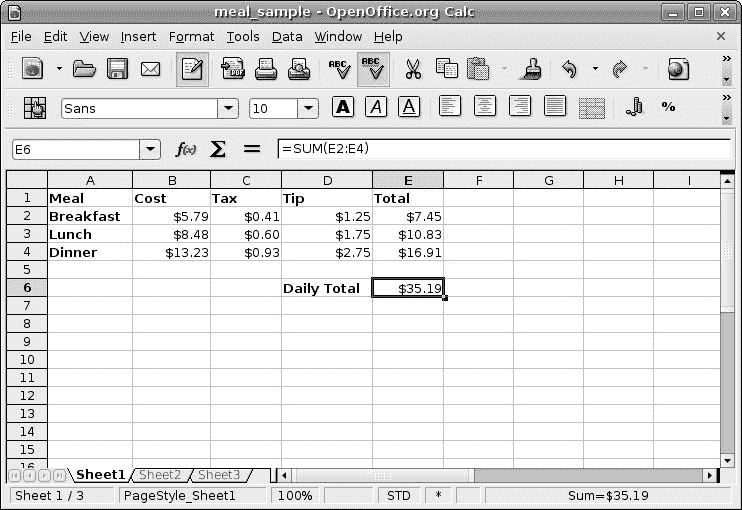 meal_sample - OpenOffice.org Calc
File Edit View Insert Format Tools Data Window Help
PDF ABC ABC
Sans 10 A A A %
E6 f(x) Σ = =SUM(E2:E4)
A B C D E F G H I
1 Meal Cost Tax Tip Total
2 Breakfast $5.79 $0.41 $1.25 $7.45
3 Lunch $8.48 $0.60 $1.75 $10.83
4 Dinner $13.23 $0.93 $2.75 $16.91
5
6 Daily Total $35.19
7
8
9
10
11
12
13
14
15
16
Sheet1 Sheet2 Sheet3
Sheet 1 / 3 PageStyle_Sheet1 100% STD * Sum=$35.19